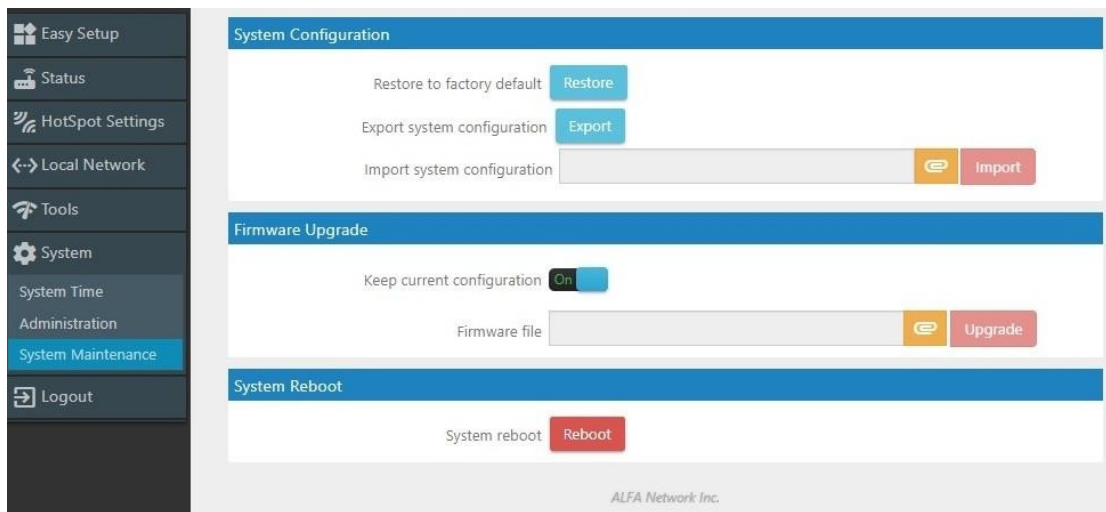 Easy Setup
Status
HotSpot Settings
Local Network
Tools
System
System Time
Administration
System Maintenance
Logout
System Configuration
Restore to factory default Restore
Export system configuration Export
Import system configuration Import
Firmware Upgrade
Keep current configuration On
Firmware file Upgrade
System Reboot
System reboot Reboot
ALFA Network Inc.